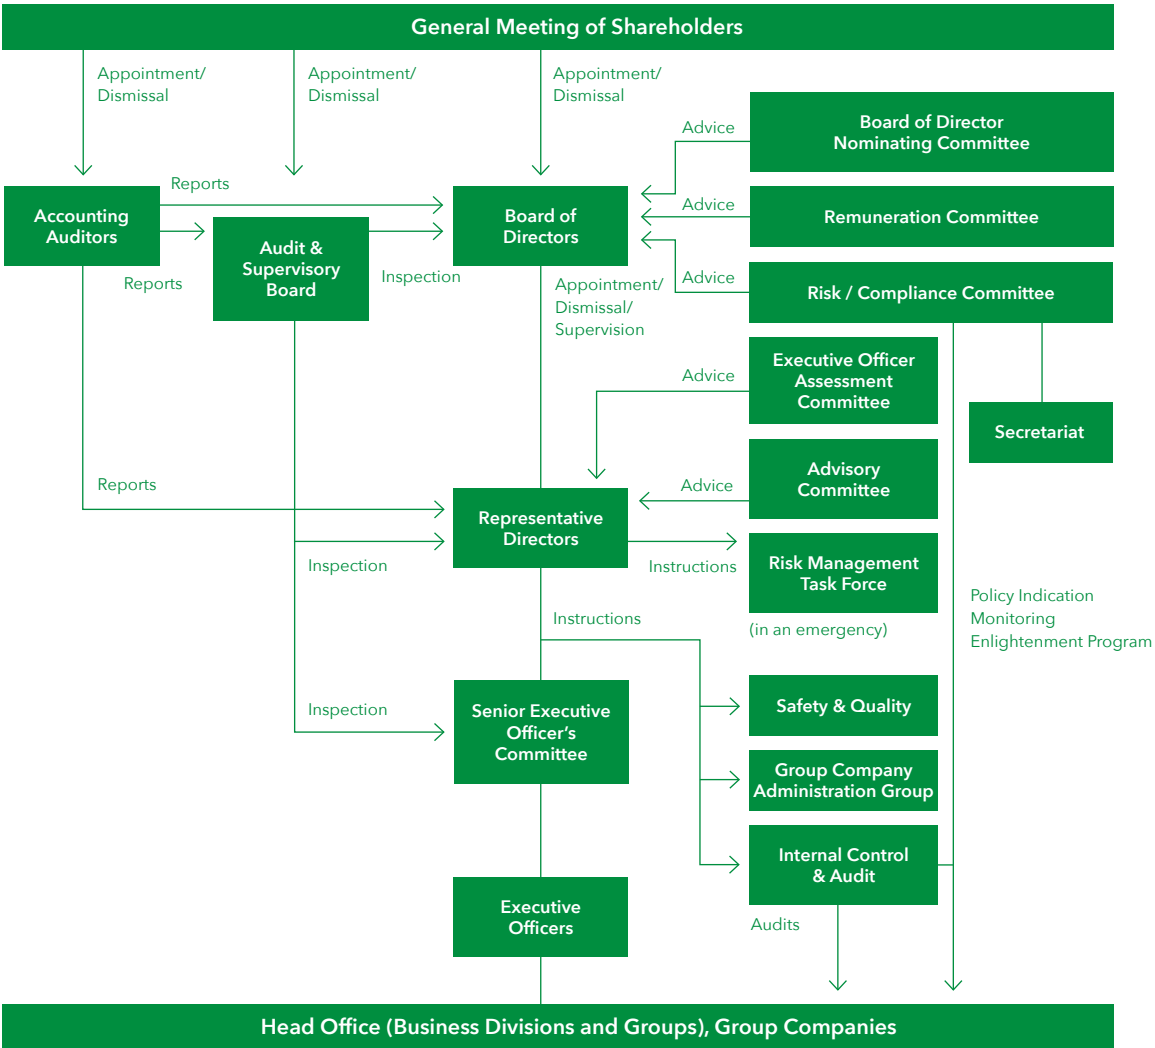 General Meeting of Shareholders
Appointment/
Dismissal
Appointment/
Dismissal
Appointment/
Dismissal
Board of Director
Nominating Committee
Advice
Reports
Accounting
Auditors
Board of
Directors
Advice
Remuneration Committee
Audit &
Supervisory
Board
Reports
Inspection
Appointment/
Dismissal/
Supervision
Advice
Risk / Compliance Committee
Executive Officer
Assessment
Committee
Advice
Secretariat
Advisory
Committee
Advice
Reports
Representative
Directors
Inspection
Instructions
Risk Management
Task Force
(in an emergency)
Policy Indication
Monitoring
Enlightenment Program
Instructions
Inspection
Senior Executive
Officer’s
Committee
Safety & Quality
Group Company
Administration Group
Internal Control
& Audit
Executive
Officers
Audits
Head Office (Business Divisions and Groups), Group Companies